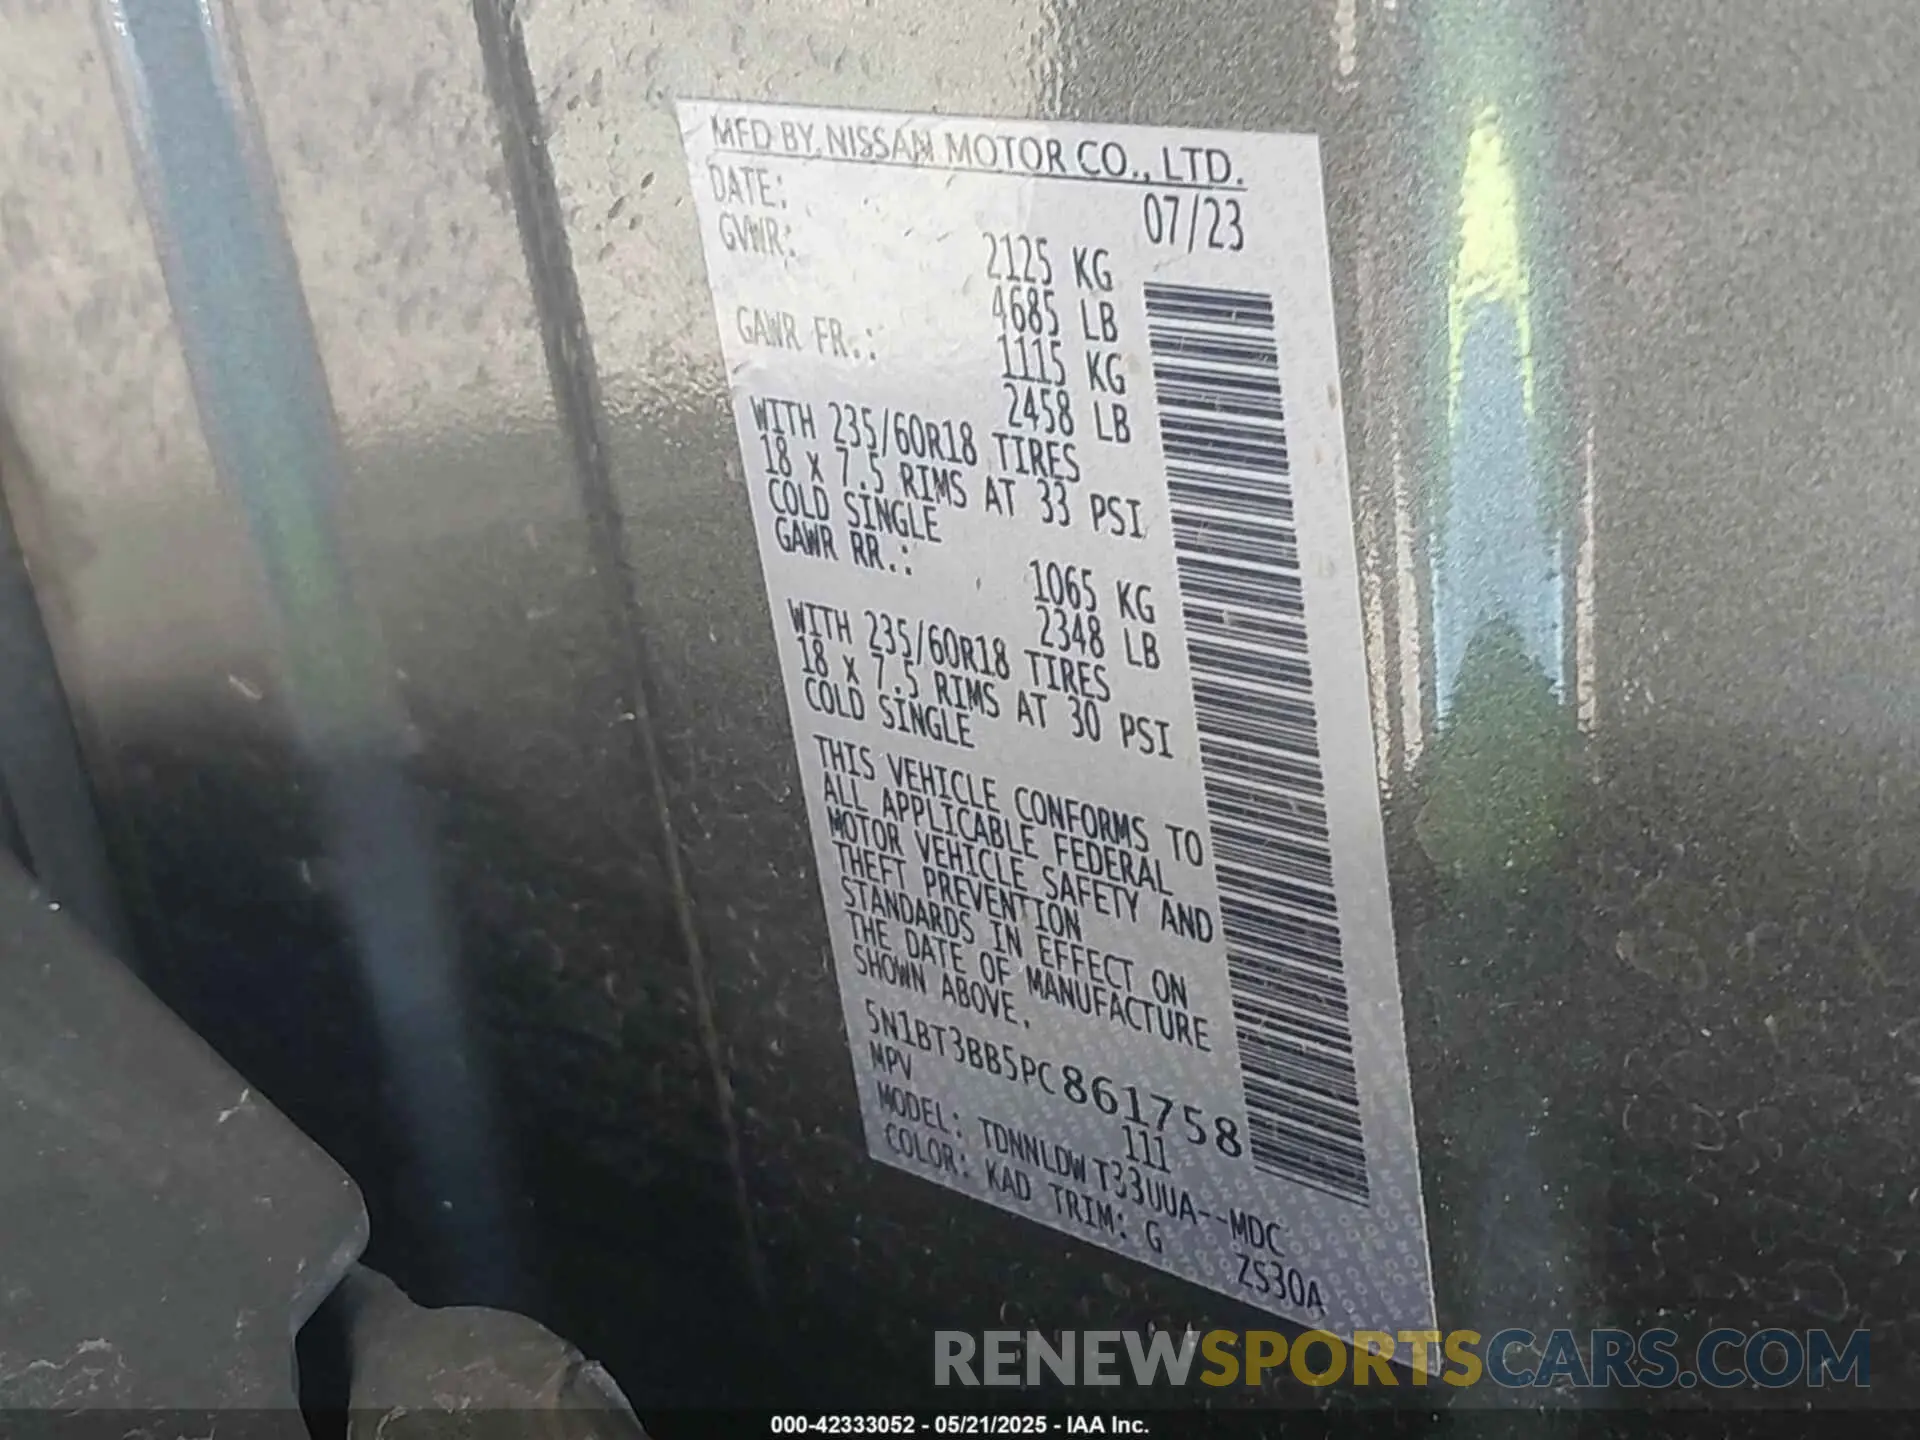 MFD BY NISSAN MOTOR CO., LTD.
DATE: 07/23
GVWR: 2125 KG
4685 LB
GAWR FR.: 1115 KG
2458 LB
WITH 235/60R18 TIRES
18 X 7.5 RIMS AT 33 PSI
COLD SINGLE
GAWR RR.: 1065 KG
2348 LB
WITH 235/60R18 TIRES
18 X 7.5 RIMS AT 30 PSI
COLD SINGLE
THIS VEHICLE CONFORMS TO
ALL APPLICABLE FEDERAL
MOTOR VEHICLE SAFETY AND
THEFT PREVENTION
STANDARDS IN EFFECT ON
THE DATE OF MANUFACTURE
SHOWN ABOVE.
5N1BT3BB5PC861758
MPV 111
MODEL: TDNNLDW T33UUA--MDC
COLOR: KAD TRIM: G ZS30A
RENEWSPORTSCARS.COM
000-42333052 - 05/21/2025 - IAA Inc.